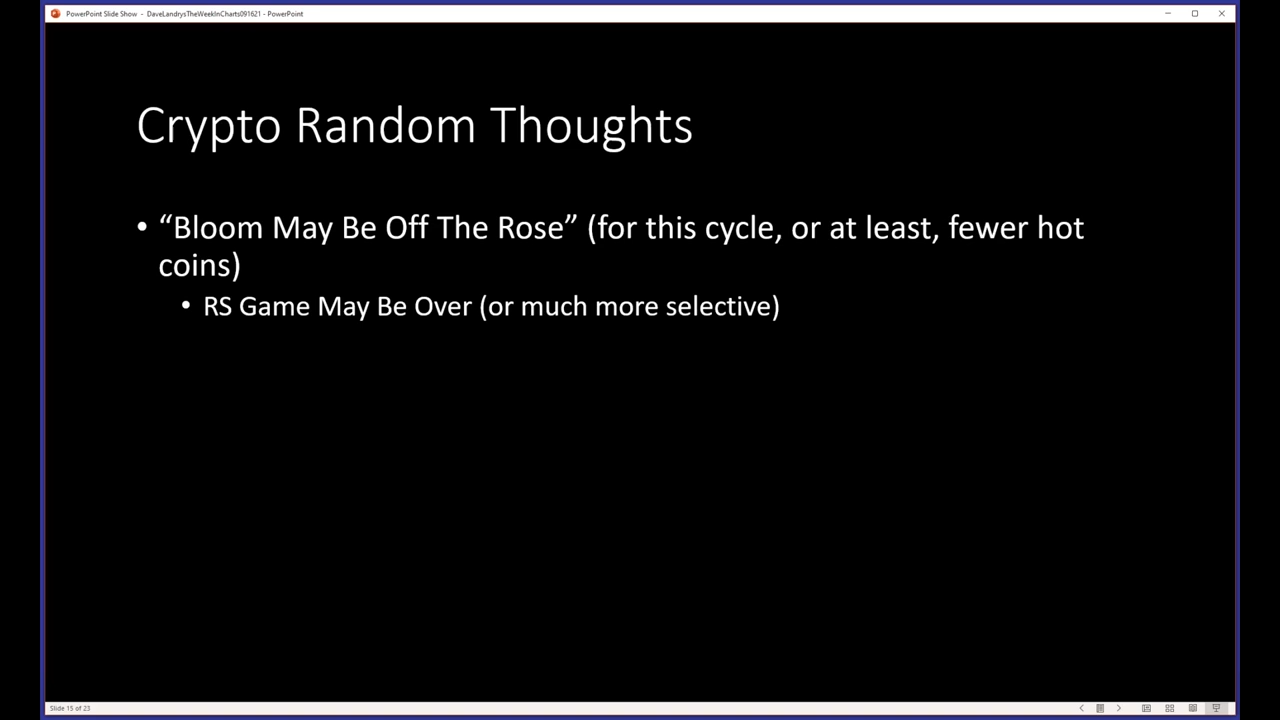 PowerPoint Slide Show - DaveLandrysTheWeekInCharts091621 - PowerPoint
Crypto Random Thoughts
• “Bloom May Be Off The Rose” (for this cycle, or at least, fewer hot
coins)
• RS Game May Be Over (or much more selective)
Slide 15 of 23